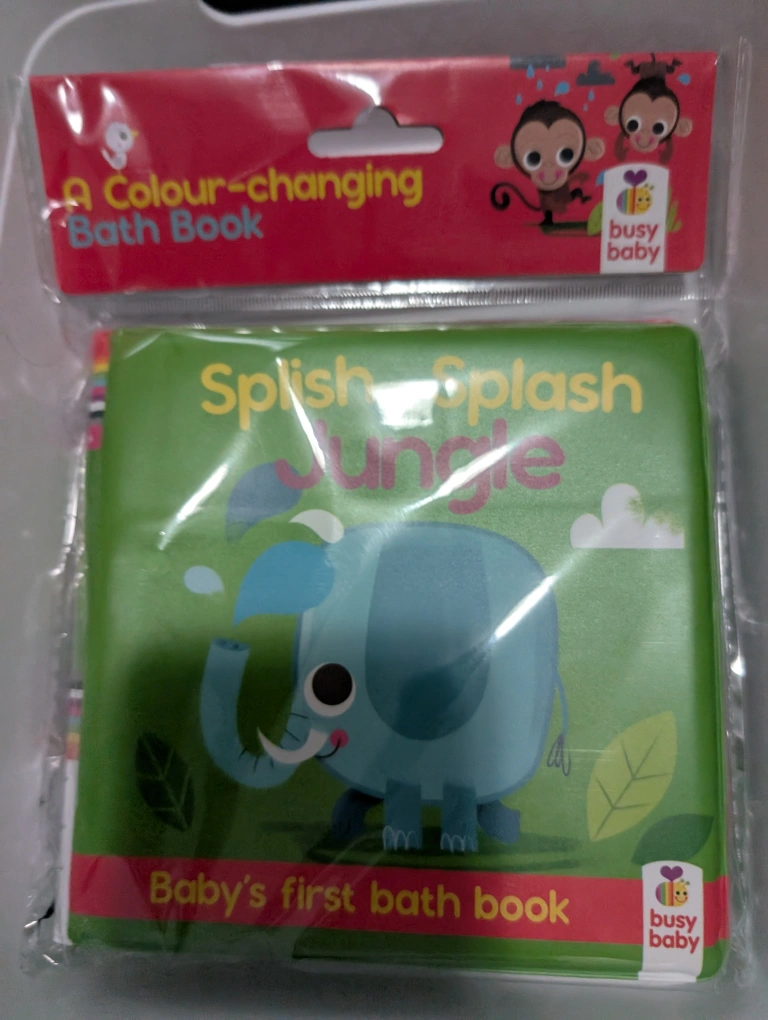 A Colour-changing
Bath Book
busy
baby
Splish Splash
Jungle
Baby's first bath book
busy
baby